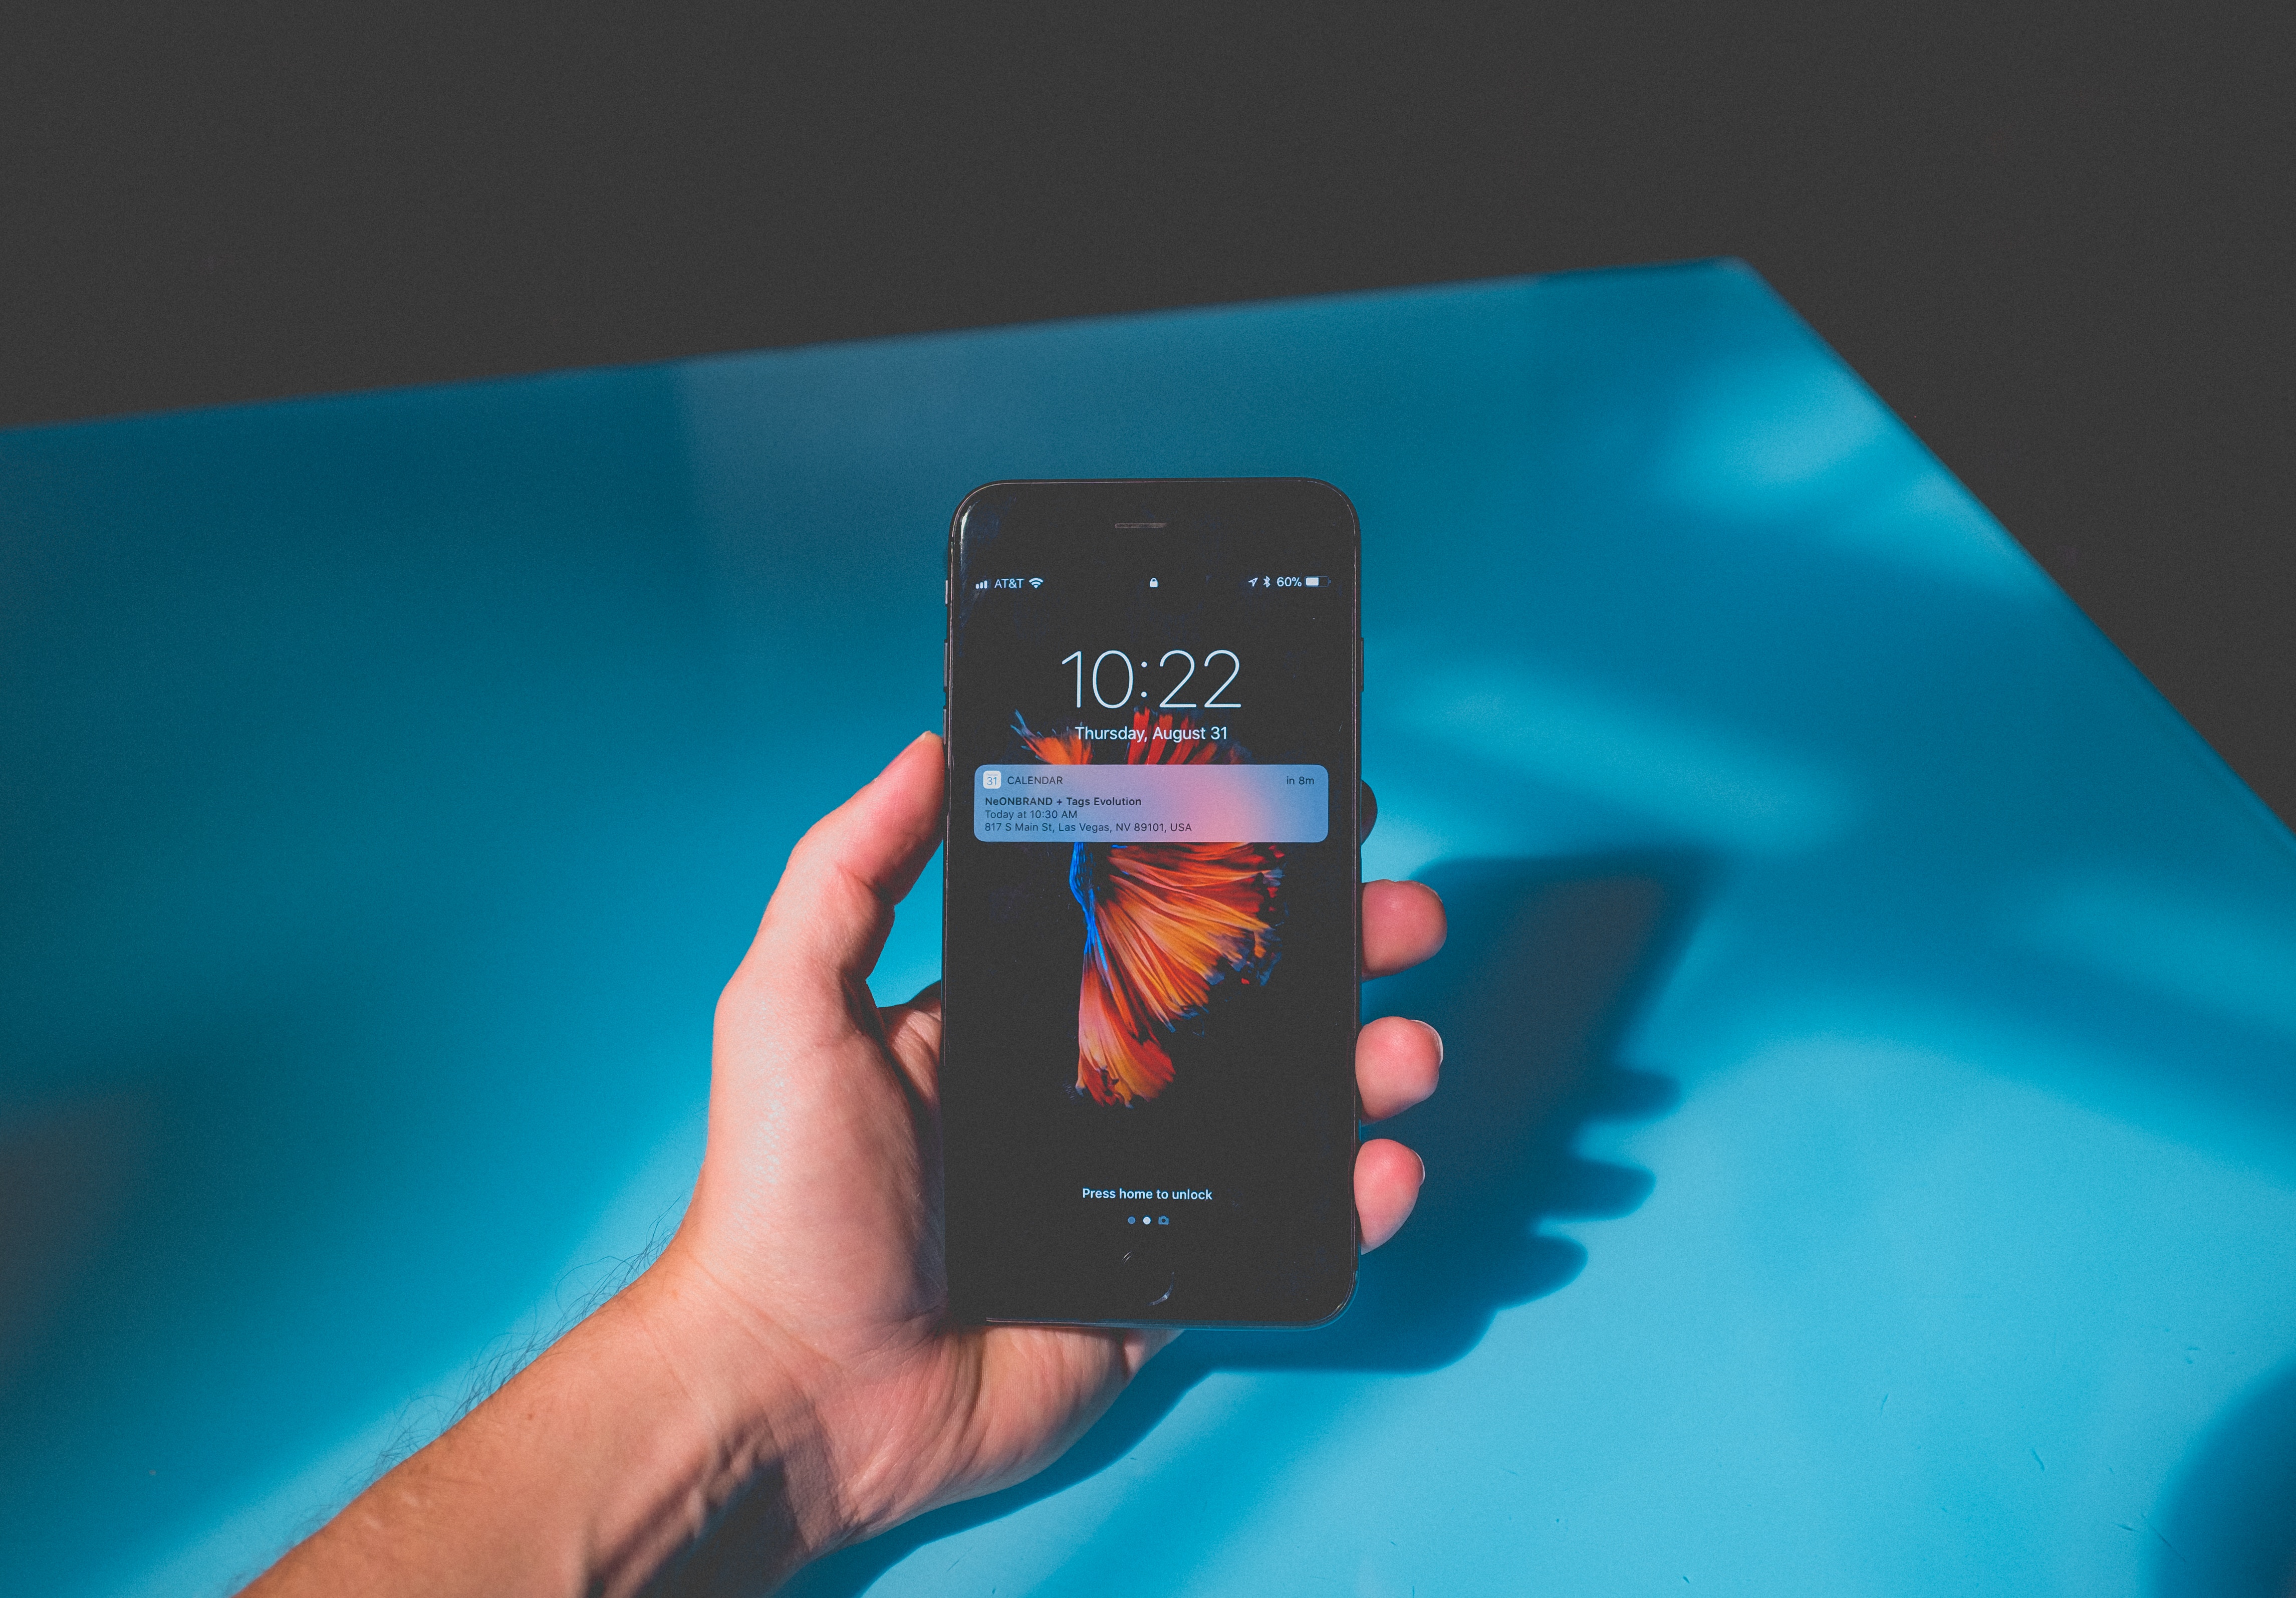 AT&T 60%
10:22
Thursday, August 31
31 CALENDAR in 8m
NeONBRAND + Tags Evolution
Today at 10:30 AM
817 S Main St, Las Vegas, NV 89101, USA
Press home to unlock